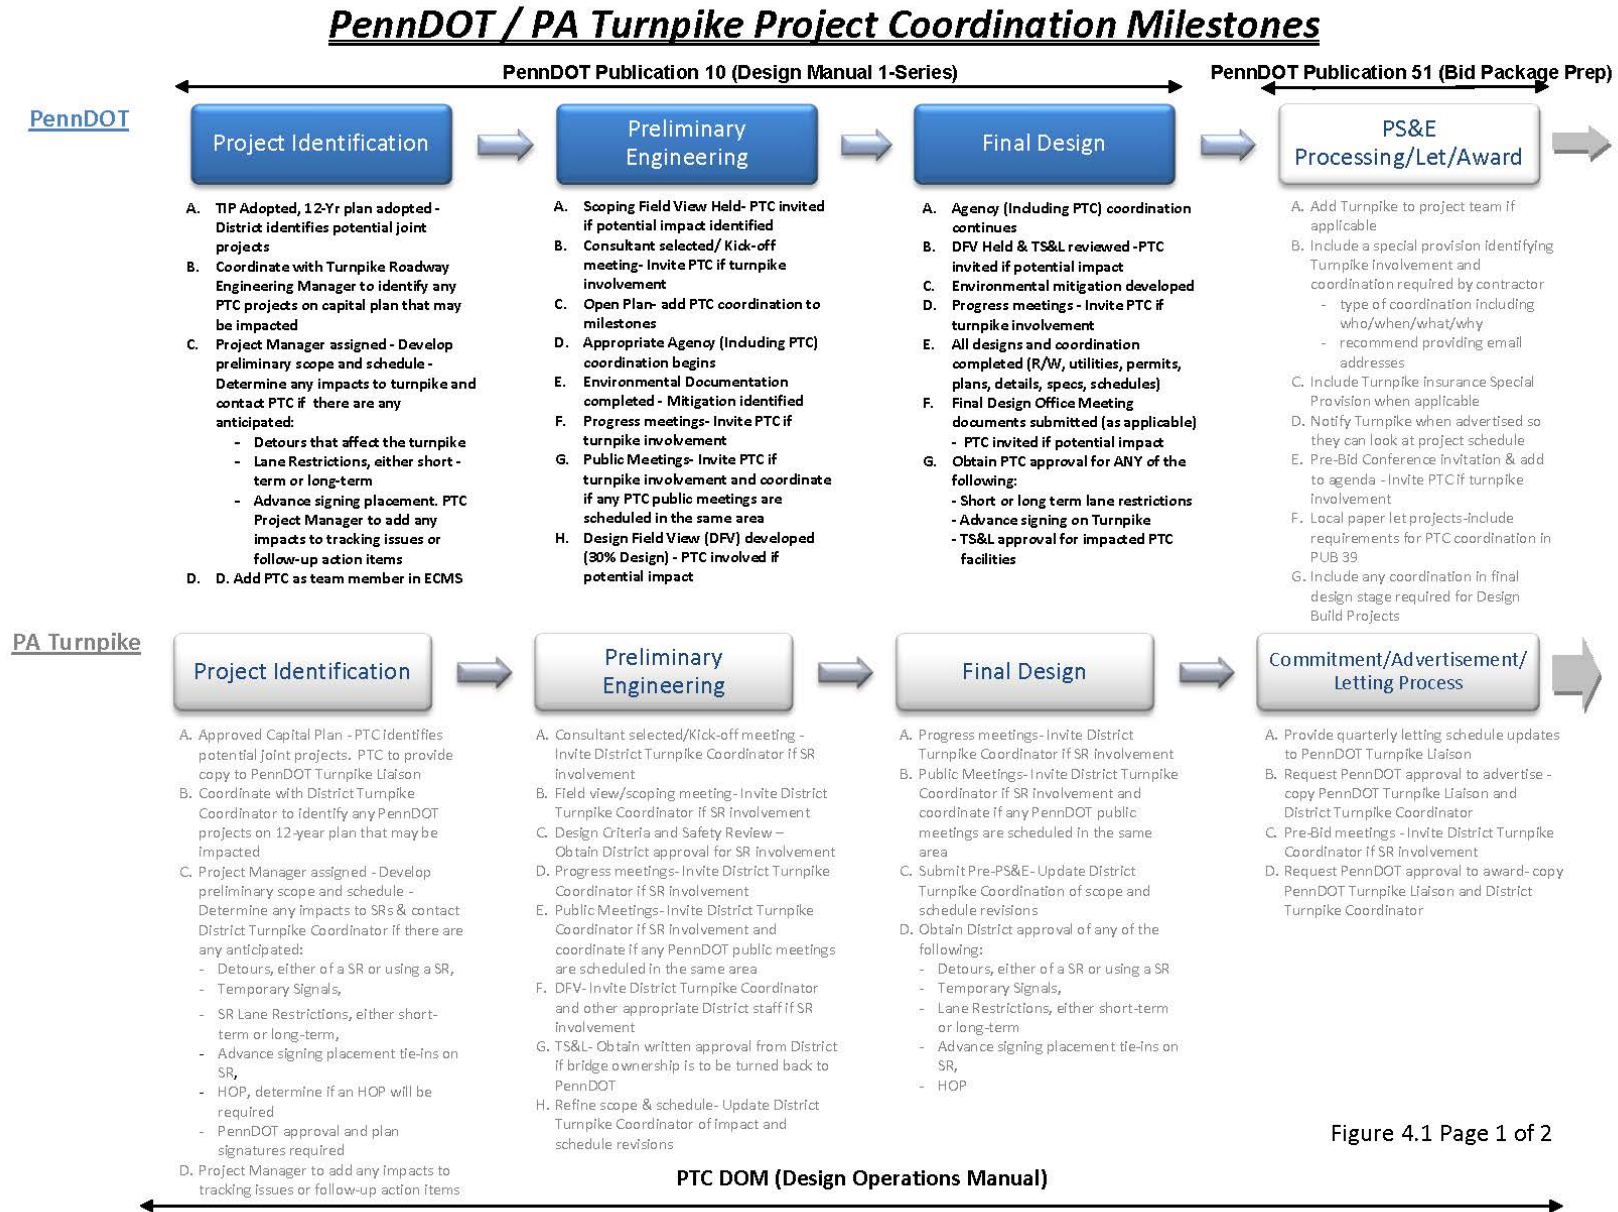 PennDOT / PA Turnpike Project Coordination Milestones
PennDOT Publication 10 (Design Manual 1-Series)
PennDOT Publication 51 (Bid Package Prep)
PennDOT
Project Identification
Preliminary
Engineering
Final Design
PS&E
Processing/Let/Award
A. TIP Adopted, 12-Yr plan adopted -
District identifies potential joint
projects
B. Coordinate with Turnpike Roadway
Engineering Manager to identify any
PTC projects on capital plan that may
be impacted
C. Project Manager assigned - Develop
preliminary scope and schedule -
Determine any impacts to turnpike and
contact PTC if there are any
anticipated:
- Detours that affect the turnpike
- Lane Restrictions, either short -
term or long-term
- Advance signing placement. PTC
Project Manager to add any
impacts to tracking issues or
follow-up action items
D. D. Add PTC as team member in ECMS
A. Scoping Field View Held- PTC invited
if potential impact identified
B. Consultant selected/ Kick-off
meeting- Invite PTC if turnpike
involvement
C. Open Plan- add PTC coordination to
milestones
D. Appropriate Agency (Including PTC)
coordination begins
E. Environmental Documentation
completed - Mitigation identified
F. Progress meetings- Invite PTC if
turnpike involvement
G. Public Meetings- Invite PTC if
turnpike involvement and coordinate
if any PTC public meetings are
scheduled in the same area
H. Design Field View (DFV) developed
(30% Design) - PTC involved if
potential impact
A. Agency (Including PTC) coordination
continues
B. DFV Held & TS&L reviewed -PTC
invited if potential impact
C. Environmental mitigation developed
D. Progress meetings - Invite PTC if
turnpike involvement
E. All designs and coordination
completed (R/W, utilities, permits,
plans, details, specs, schedules)
F. Final Design Office Meeting
documents submitted (as applicable)
- PTC invited if potential impact
G. Obtain PTC approval for ANY of the
following:
- Short or long term lane restrictions
- Advance signing on Turnpike
- TS&L approval for impacted PTC
facilities
A. Add Turnpike to project team if
applicable
B. Include a special provision identifying
Turnpike involvement and
coordination required by contractor
- type of coordination including
who/when/what/why
- recommend providing email
addresses
C. Include Turnpike insurance Special
Provision when applicable
D. Notify Turnpike when advertised so
they can look at project schedule
E. Pre-Bid Conference invitation & add
to agenda - Invite PTC if turnpike
involvement
F. Local paper let projects-include
requirements for PTC coordination in
PUB 39
G. Include any coordination in final
design stage required for Design
Build Projects
PA Turnpike
Project Identification
Preliminary
Engineering
Final Design
Commitment/Advertisement/
Letting Process
A. Approved Capital Plan - PTC identifies
potential joint projects. PTC to provide
copy to PennDOT Turnpike Liaison
B. Coordinate with District Turnpike
Coordinator to identify any PennDOT
projects on 12-year plan that may be
impacted
C. Project Manager assigned - Develop
preliminary scope and schedule -
Determine any impacts to SRs & contact
District Turnpike Coordinator if there are
any anticipated:
- Detours, either of a SR or using a SR,
- Temporary Signals,
- SR Lane Restrictions, either short-
term or long-term,
- Advance signing placement tie-ins on
SR,
- HOP, determine if an HOP will be
required
- PennDOT approval and plan
signatures required
D. Project Manager to add any impacts to
tracking issues or follow-up action items
A. Consultant selected/Kick-off meeting -
Invite District Turnpike Coordinator if SR
involvement
B. Field view/scoping meeting- Invite District
Turnpike Coordinator if SR involvement
C. Design Criteria and Safety Review –
Obtain District approval for SR involvement
D. Progress meetings- Invite District Turnpike
Coordinator if SR involvement
E. Public Meetings- Invite District Turnpike
Coordinator if SR involvement and
coordinate if any PennDOT public meetings
are scheduled in the same area
F. DFV- Invite District Turnpike Coordinator
and other appropriate District staff if SR
involvement
G. TS&L- Obtain written approval from District
if bridge ownership is to be turned back to
PennDOT
H. Refine scope & schedule- Update District
Turnpike Coordinator of impact and
schedule revisions
A. Progress meetings- Invite District
Turnpike Coordinator if SR involvement
B. Public Meetings- Invite District Turnpike
Coordinator if SR involvement and
coordinate if any PennDOT public
meetings are scheduled in the same
area
C. Submit Pre-PS&E- Update District
Turnpike Coordination of scope and
schedule revisions
D. Obtain District approval of any of the
following:
- Detours, either of a SR or using a SR
- Temporary Signals,
- Lane Restrictions, either short-term
or long-term
- Advance signing placement tie-ins on
SR,
- HOP
A. Provide quarterly letting schedule updates
to PennDOT Turnpike Liaison
B. Request PennDOT approval to advertise -
copy PennDOT Turnpike Liaison and
District Turnpike Coordinator
C. Pre-Bid meetings - Invite District Turnpike
Coordinator if SR involvement
D. Request PennDOT approval to award- copy
PennDOT Turnpike Liaison and District
Turnpike Coordinator
Figure 4.1 Page 1 of 2
PTC DOM (Design Operations Manual)